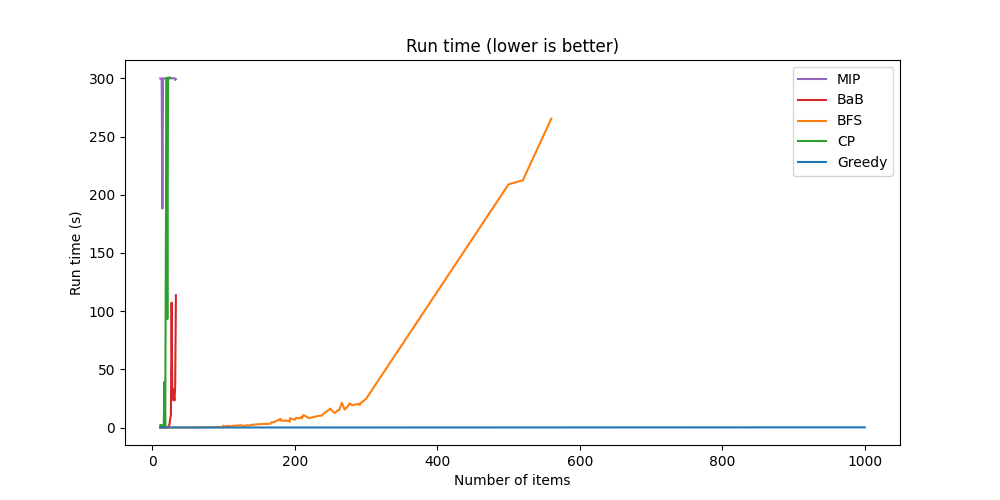 Run time (lower is better)
300
250
200
150
100
50
0
Run time (s)
0
200
400
600
800
1000
Number of items
MIP
BaB
BFS
CP
Greedy